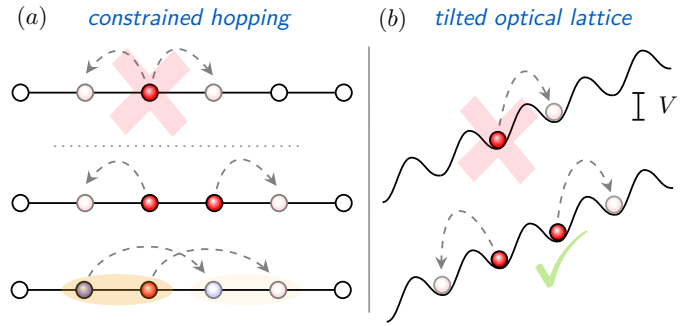 (a) constrained hopping
(b) tilted optical lattice
V